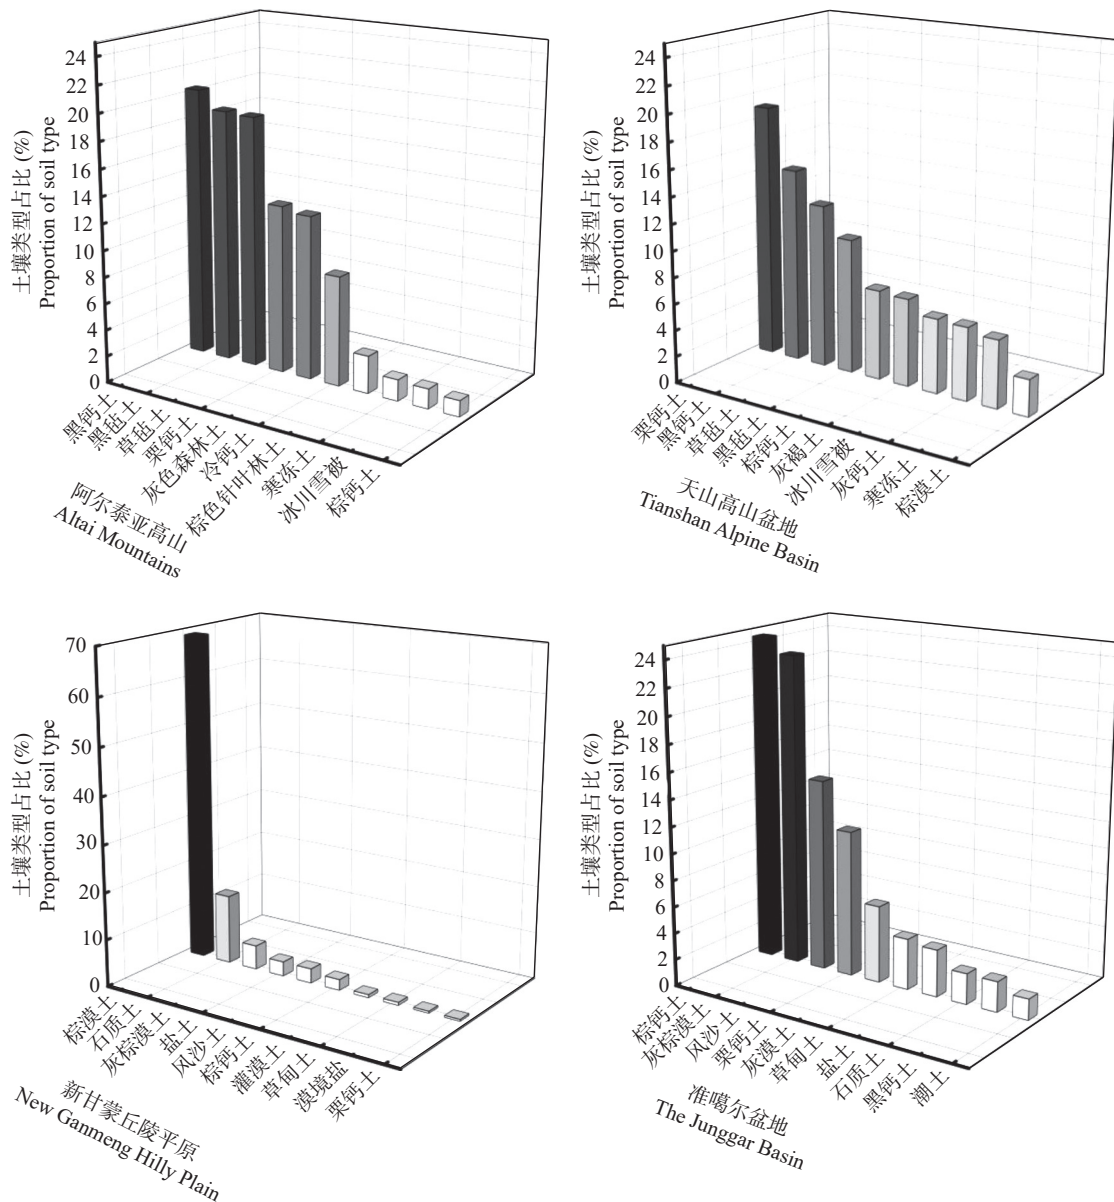 24
22
20
18
16
14
12
10
8
6
4
2
0
土壤类型占比 (%)
Proportion of soil type
黑钙土
黑毡土
草毡土
栗钙土
灰色森林土
冷钙土
棕色针叶林土
寒冻土
冰川雪被
棕钙土
阿尔泰亚高山
Altai Mountains
24
22
20
18
16
14
12
10
8
6
4
2
0
土壤类型占比 (%)
Proportion of soil type
栗钙土
黑钙土
草毡土
黑毡土
棕钙土
灰褐土
冰川雪被
灰钙土
寒冻土
棕漠土
天山高山盆地
Tianshan Alpine Basin
70
60
50
40
30
20
10
0
土壤类型占比 (%)
Proportion of soil type
棕漠土
石质土
灰棕漠土
盐土
风沙土
棕钙土
灌漠土
草甸土
漠境盐
栗钙土
新甘蒙丘陵平原
New Ganmeng Hilly Plain
24
22
20
18
16
14
12
10
8
6
4
2
0
土壤类型占比 (%)
Proportion of soil type
棕钙土
灰棕漠土
风沙土
栗钙土
灰漠土
草甸土
盐土
石质土
黑钙土
潮土
准噶尔盆地
The Junggar Basin